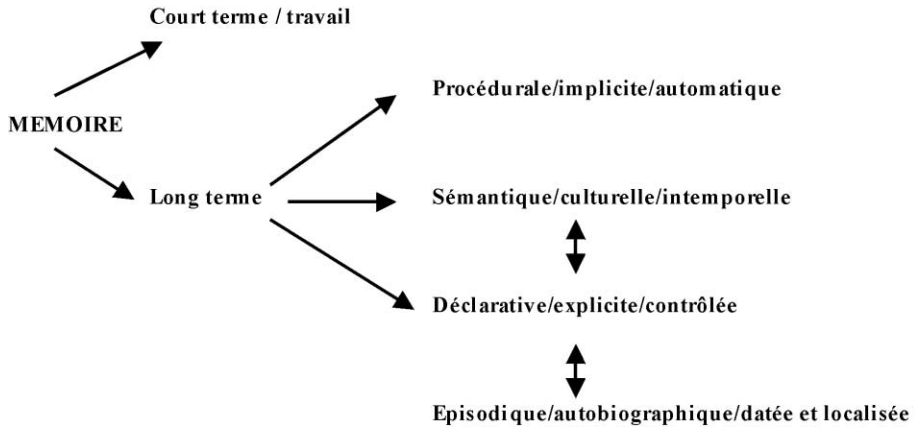 Court terme / travail
Procédurale/implicite/automatique
MEMOIRE
Long terme
Sémantique/culturelle/intemporelle
Déclarative/explicite/contrôlée
Episodique/autobiographique/datée et localisée